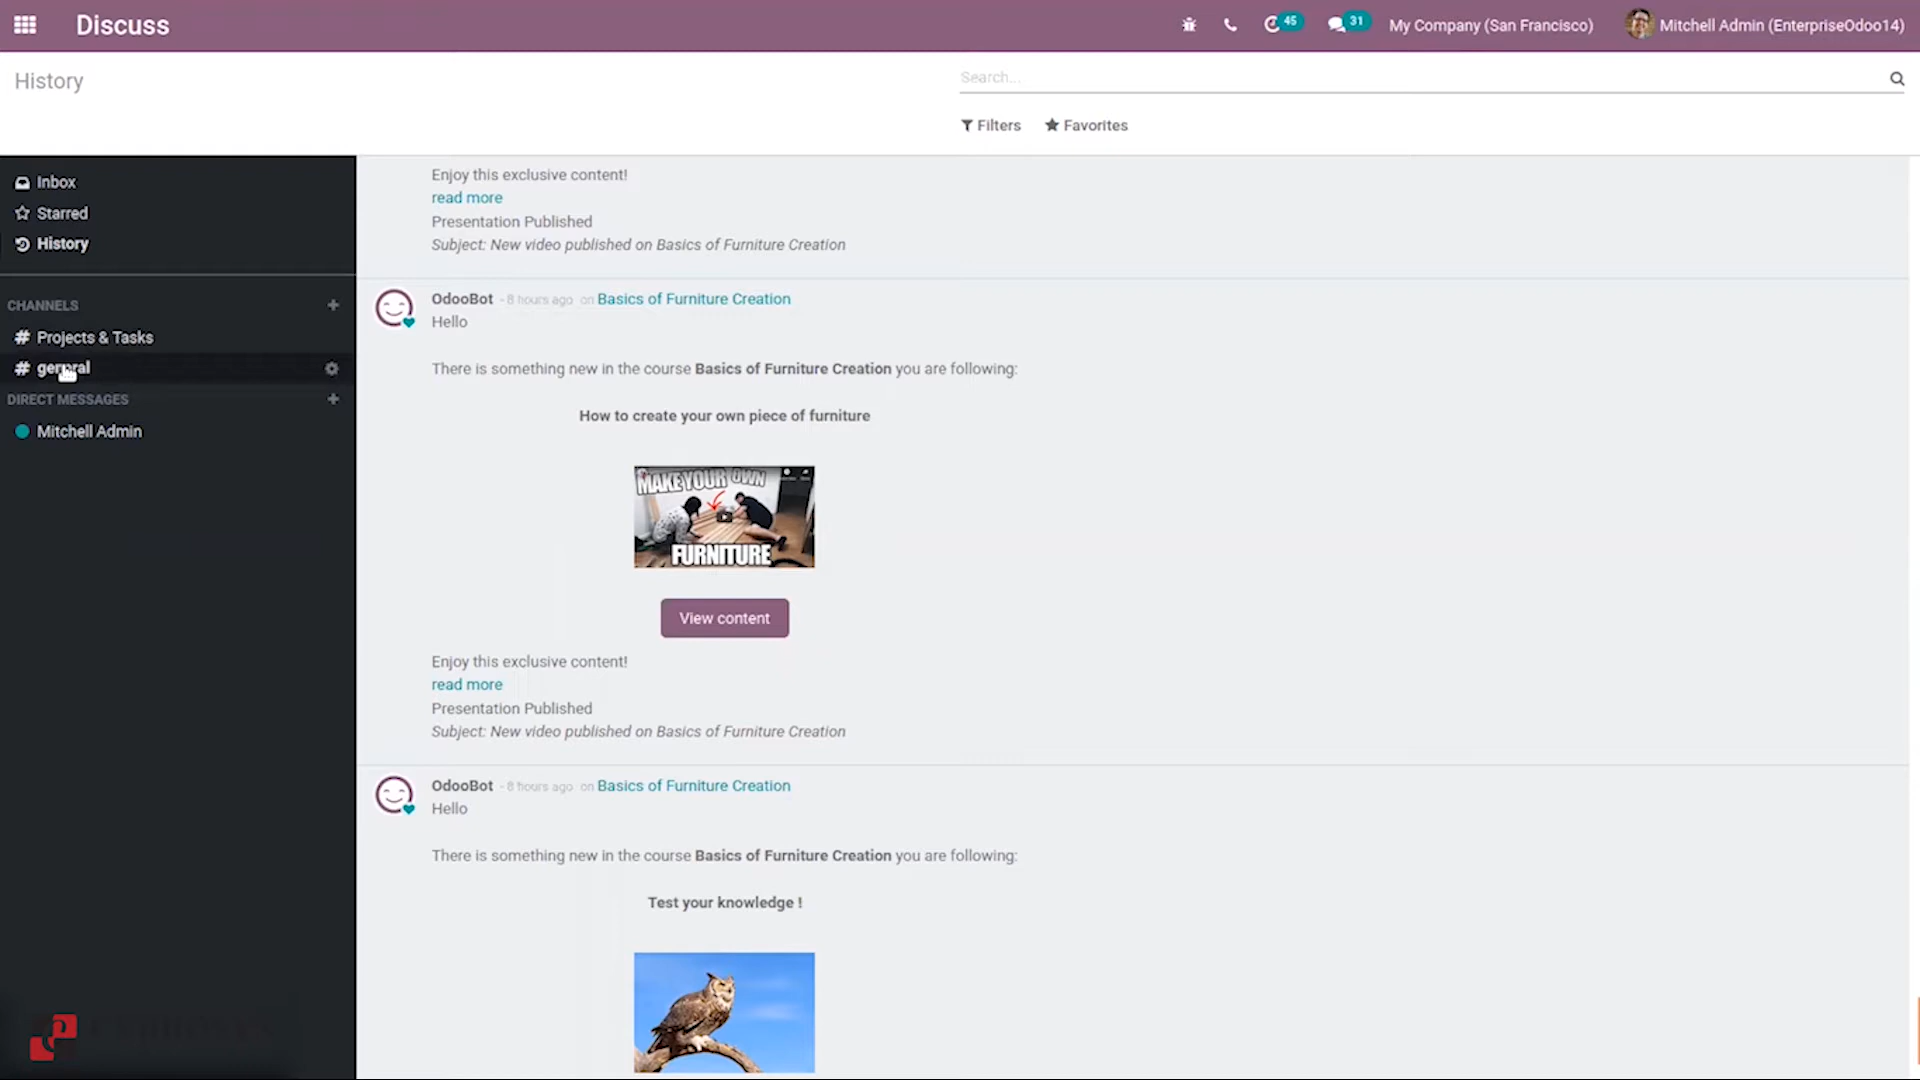 Discuss
45
31
My Company (San Francisco)
Mitchell Admin (EnterpriseOdoo14)
History
Search...
Filters
Favorites
Inbox
Starred
History
CHANNELS
# Projects & Tasks
# general
DIRECT MESSAGES
Mitchell Admin
Enjoy this exclusive content!
read more
Presentation Published
Subject: New video published on Basics of Furniture Creation
OdooBot - 8 hours ago on Basics of Furniture Creation
Hello
There is something new in the course Basics of Furniture Creation you are following:
How to create your own piece of furniture
MAKE YOUR OWN
FURNITURE
View content
Enjoy this exclusive content!
read more
Presentation Published
Subject: New video published on Basics of Furniture Creation
OdooBot - 8 hours ago on Basics of Furniture Creation
Hello
There is something new in the course Basics of Furniture Creation you are following:
Test your knowledge !